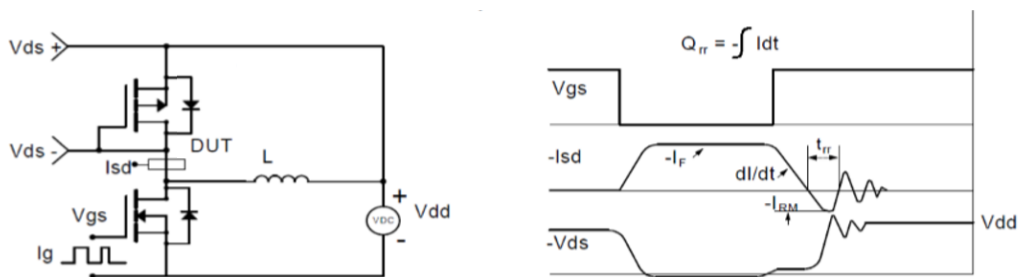 Vds +
Vds -
DUT
Isd
L
Vgs
Ig
VDC
+
-
Vdd
Qrr = -∫ Idt
Vgs
-Isd
-IF
dI/dt
trr
-IRM
Vdd
-Vds